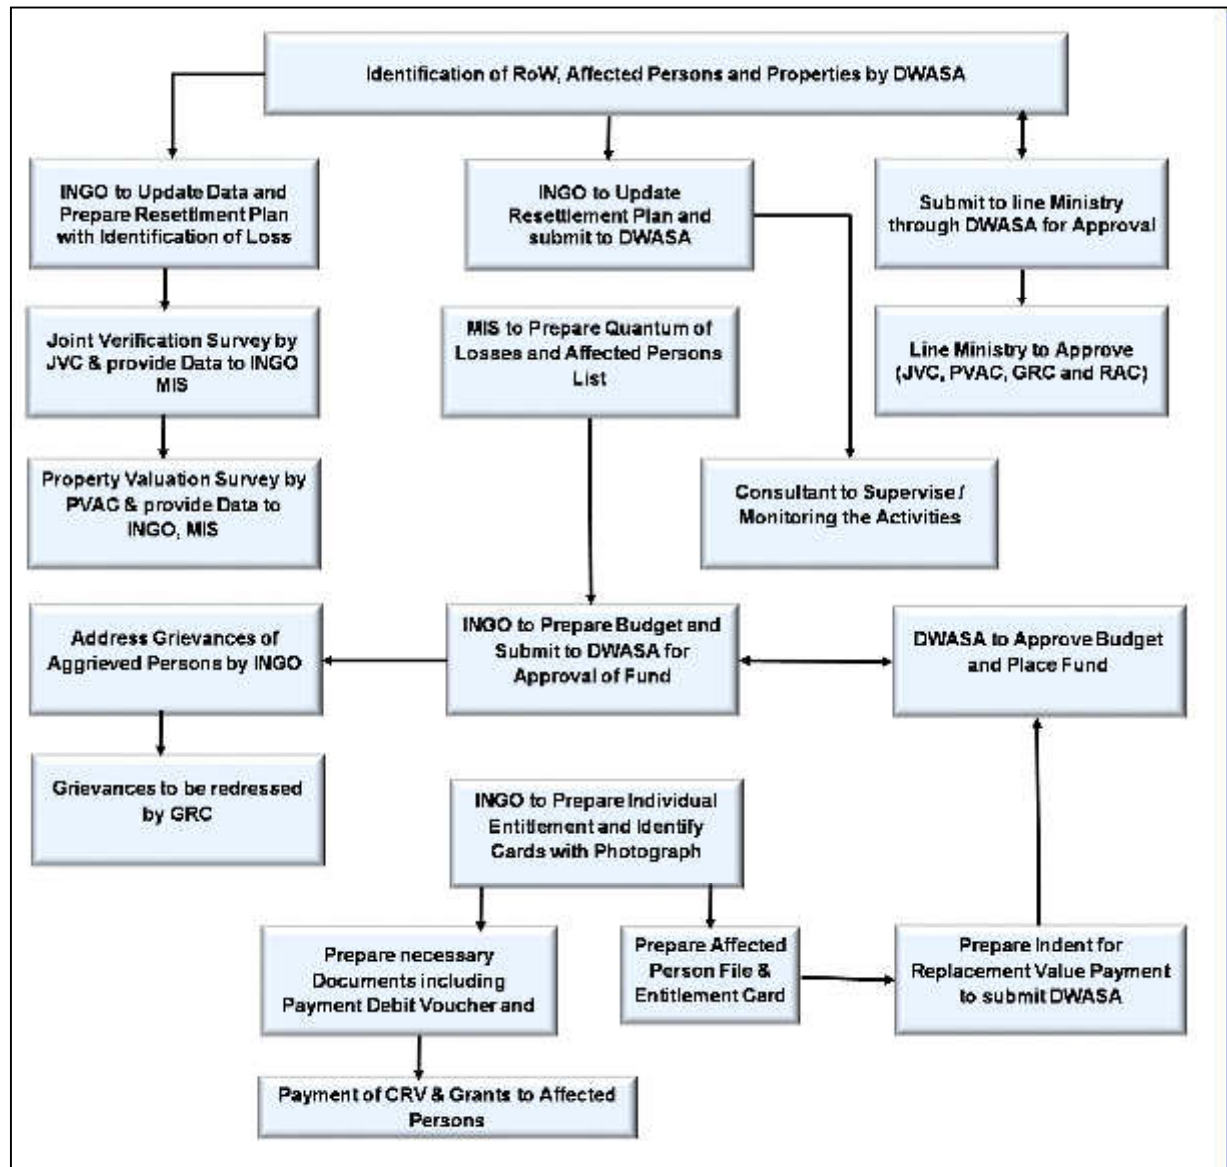 Identification of RoW, Affected Persons and Properties by DWASA
INGO to Update Data and
Prepare Resettlment Plan
with Identification of Loss
INGO to Update
Resettlement Plan and
submit to DWASA
Submit to line Ministry
through DWASA for Approval
Joint Verification Survey by
JVC & provide Data to INGO
MIS
MIS to Prepare Quantum of
Losses and Affected Persons
List
Line Ministry to Approve
(JVC, PVAC, GRC and RAC)
Property Valuation Survey by
PVAC & provide Data to
INGO, MIS
Consultant to Supervise /
Monitoring the Activities
Address Grievances of
Aggrieved Persons by INGO
INGO to Prepare Budget and
Submit to DWASA for
Approval of Fund
DWASA to Approve Budget
and Place Fund
Grievances to be redressed
by GRC
INGO to Prepare Individual
Entitlement and Identify
Cards with Photograph
Prepare necessary
Documents including
Payment Debit Voucher and
Prepare Affected
Person File &
Entitlement Card
Prepare Indent for
Replacement Value Payment
to submit DWASA
Payment of CRV & Grants to Affected
Persons